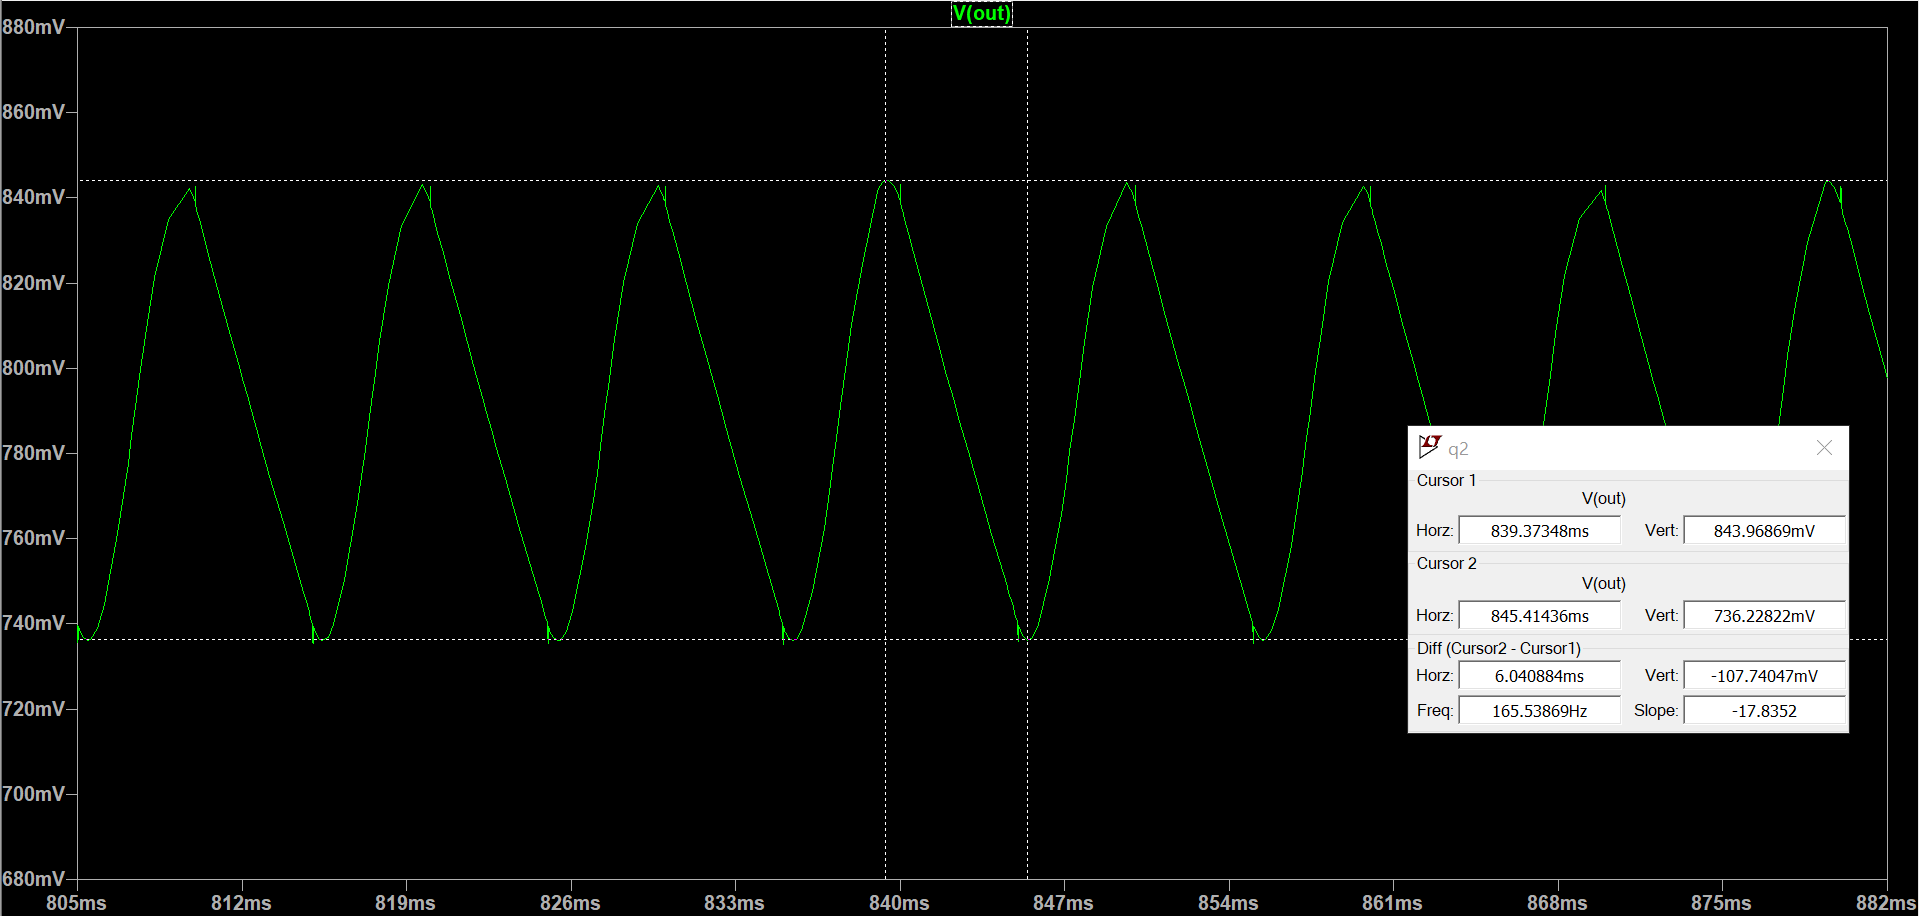 V(out)
880mV
860mV
840mV
820mV
800mV
780mV
760mV
740mV
720mV
700mV
680mV
805ms 812ms 819ms 826ms 833ms 840ms 847ms 854ms 861ms 868ms 875ms 882ms
q2
Cursor 1
V(out)
Horz: 839.37348ms Vert: 843.96869mV
Cursor 2
V(out)
Horz: 845.41436ms Vert: 736.22822mV
Diff (Cursor2 - Cursor1)
Horz: 6.040884ms Vert: -107.74047mV
Freq: 165.53869Hz Slope: -17.8352